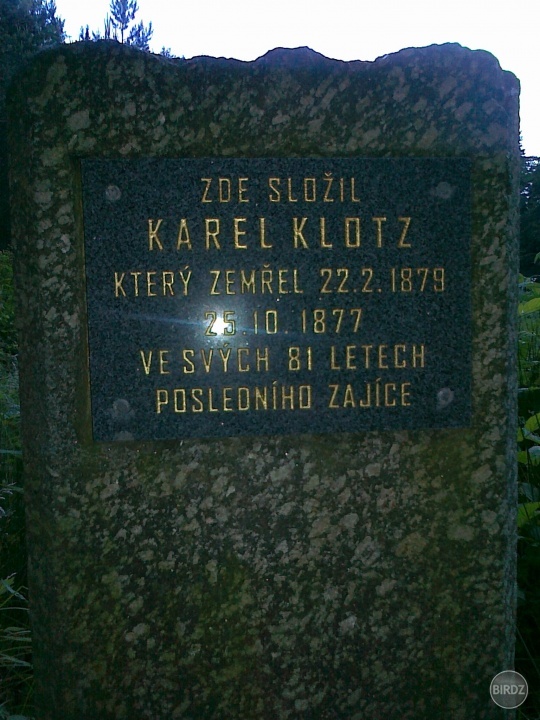 ZDE SLOŽIL
KAREL KLOTZ
KTERÝ ZEMŘEL 22.2.1879
25.10.1877
VE SVÝCH 81 LETECH
POSLEDNÍHO ZAJÍCE
BIRDZ